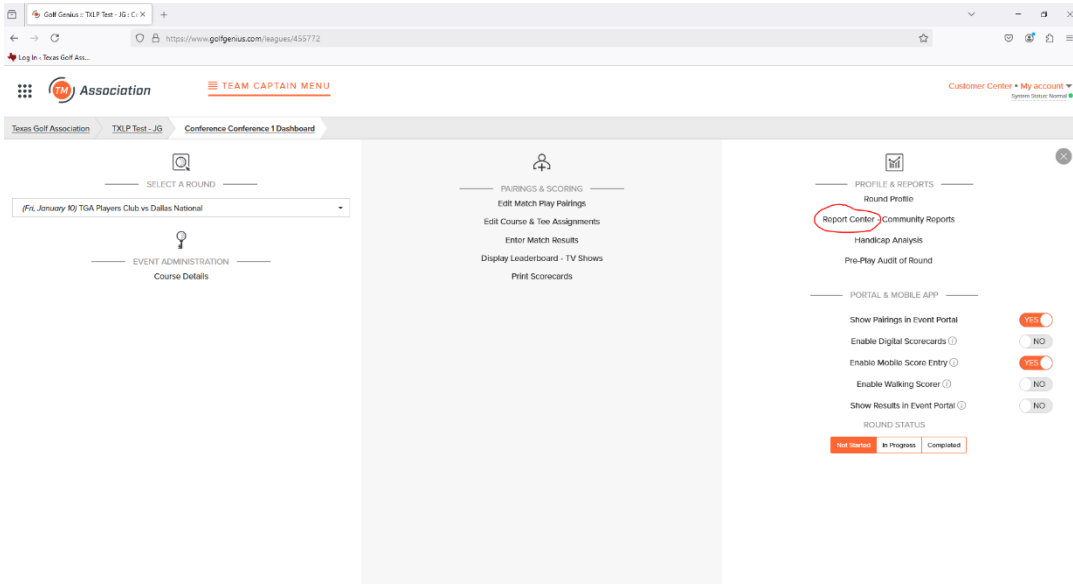 Golf Genius :: TXLP Test - JG : Co
https://www.golfgenius.com/leagues/455772
Log In ‹ Texas Golf Ass...
TM Association
TEAM CAPTAIN MENU
Customer Center • My account
System Status: Normal
Texas Golf Association
TXLP Test - JG
Conference Conference 1 Dashboard
SELECT A ROUND
(Fri, January 10) TGA Players Club vs Dallas National
EVENT ADMINISTRATION
Course Details
PAIRINGS & SCORING
Edit Match Play Pairings
Edit Course & Tee Assignments
Enter Match Results
Display Leaderboard - TV Shows
Print Scorecards
PROFILE & REPORTS
Round Profile
Report Center - Community Reports
Handicap Analysis
Pre-Play Audit of Round
PORTAL & MOBILE APP
Show Pairings in Event Portal YES
Enable Digital Scorecards NO
Enable Mobile Score Entry YES
Enable Walking Scorer NO
Show Results in Event Portal NO
ROUND STATUS
Not Started In Progress Completed